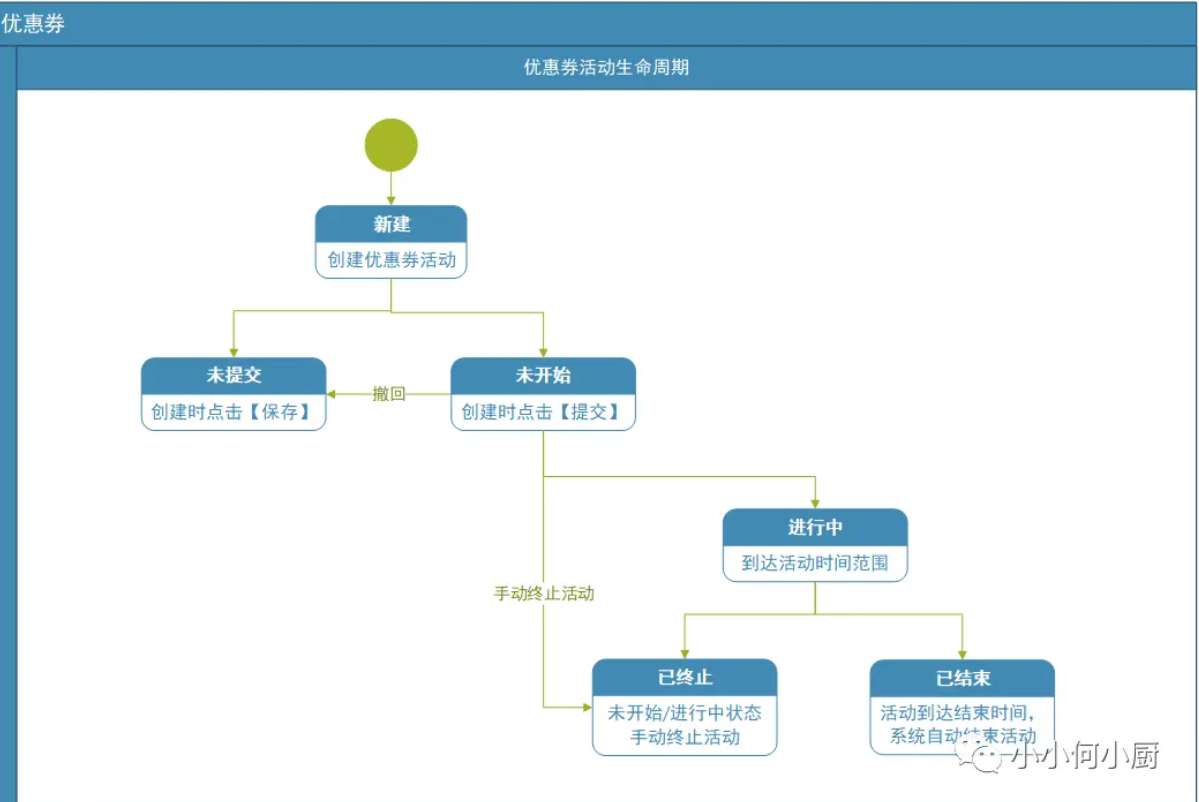 优惠券
优惠券活动生命周期
新建
创建优惠券活动
未提交
创建时点击【保存】
撤回
未开始
创建时点击【提交】
进行中
到达活动时间范围
手动终止活动
已终止
未开始/进行中状态
手动终止活动
已结束
活动到达结束时间,
系统自动结束活动
小小何小厨